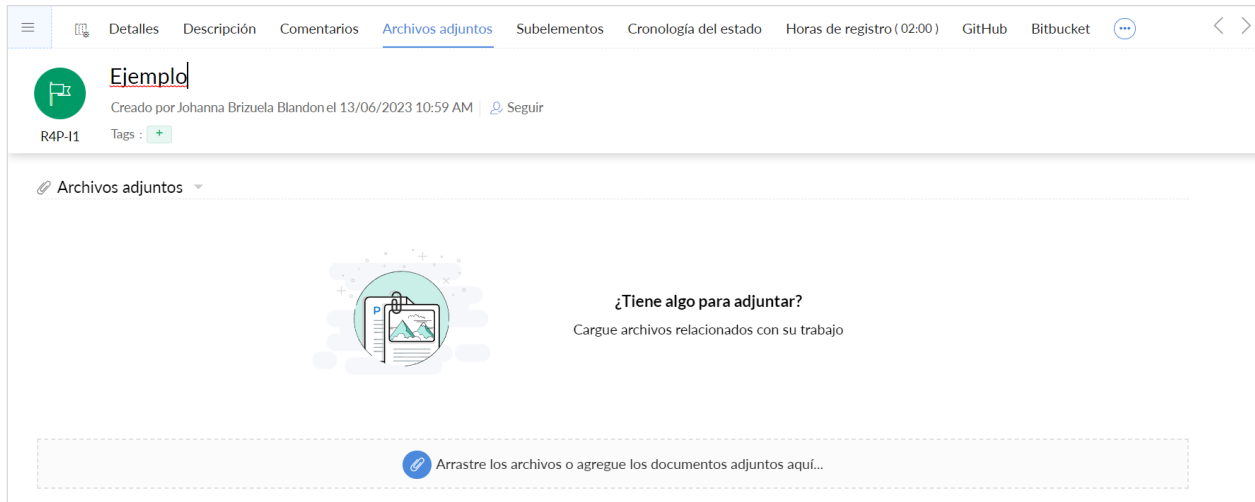 Detalles Descripción Comentarios Archivos adjuntos Subelementos Cronología del estado Horas de registro ( 02:00 ) GitHub Bitbucket
Ejemplo
Creado por Johanna Brizuela Blandon el 13/06/2023 10:59 AM Seguir
R4P-I1 Tags : +
Archivos adjuntos
P
¿Tiene algo para adjuntar?
Cargue archivos relacionados con su trabajo
Arrastre los archivos o agregue los documentos adjuntos aquí...